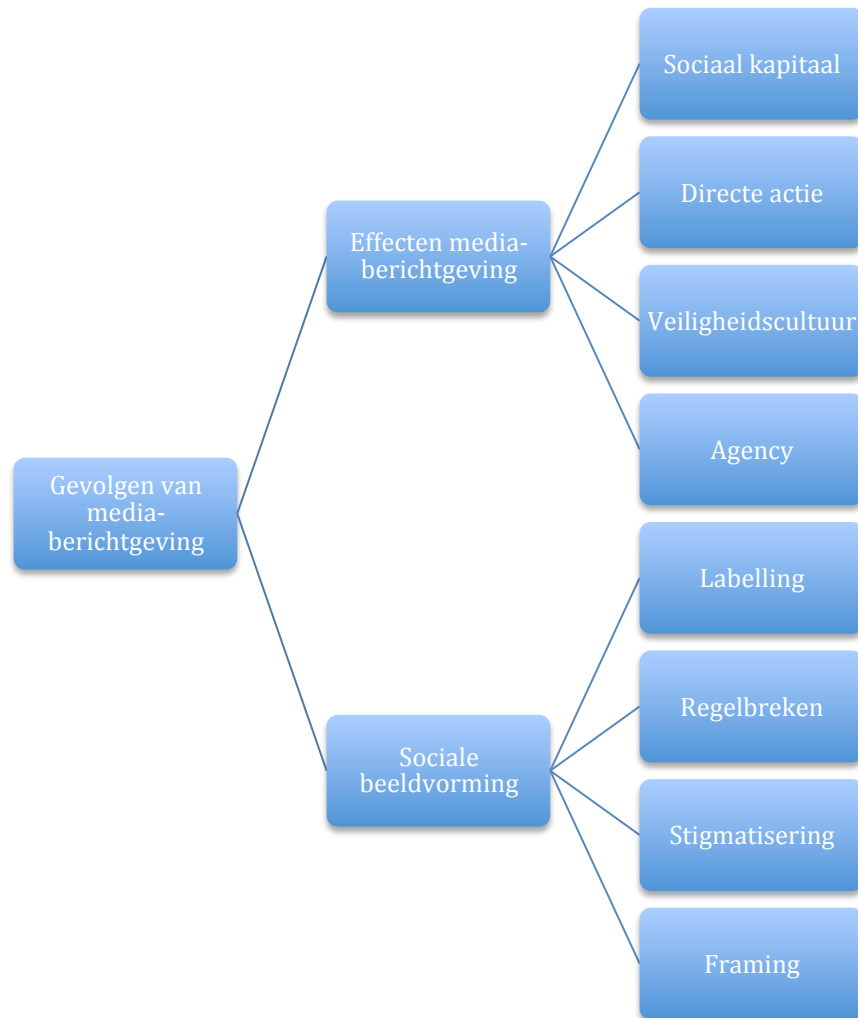 Gevolgen van
media-
berichtgeving
Effecten media-
berichtgeving
Sociaal kapitaal
Directe actie
Veiligheidscultuur
Agency
Sociale
beeldvorming
Labelling
Regelbreken
Stigmatisering
Framing